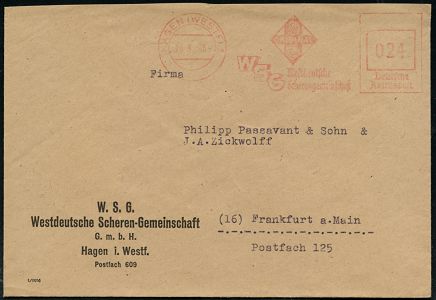 HAGEN (WESTF)
024
Deutsche
Reichspost
WSG
Westdeutsche
Scherengemeinschaft
Firma
Philipp Passavant & Sohn &
J.A.Zickwolff
W. S. G.
Westdeutsche Scheren-Gemeinschaft
G. m. b. H.
Hagen i. Westf.
Postfach 609
(16) Frankfurt a.Main
Postfach 125